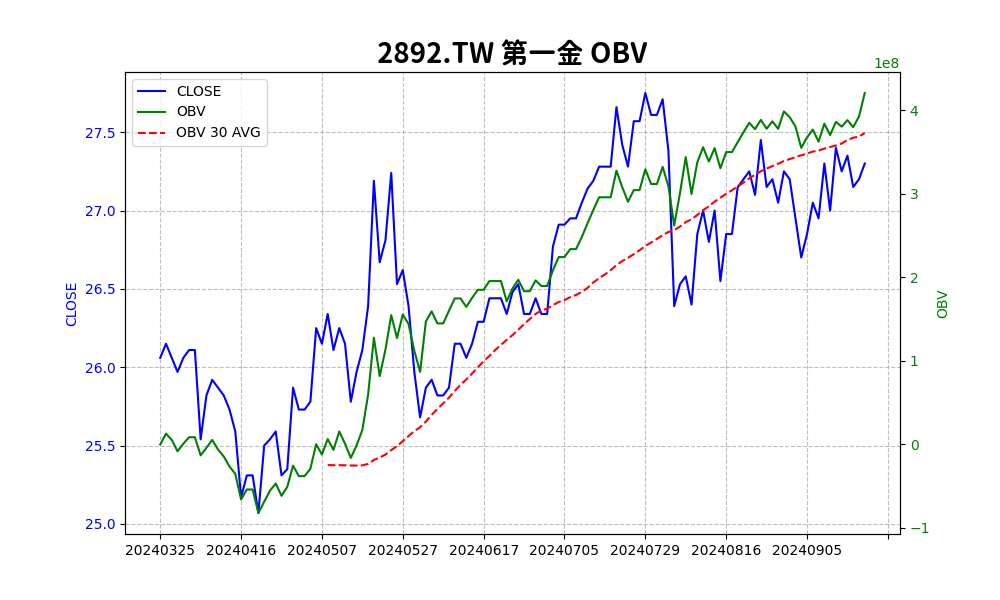 2892.TW 第一金 OBV
1e8
CLOSE
OBV
OBV 30 AVG
27.5
27.0
26.5
26.0
25.5
25.0
CLOSE
4
3
2
1
0
−1
OBV
20240325 20240416 20240507 20240527 20240617 20240705 20240729 20240816 20240905